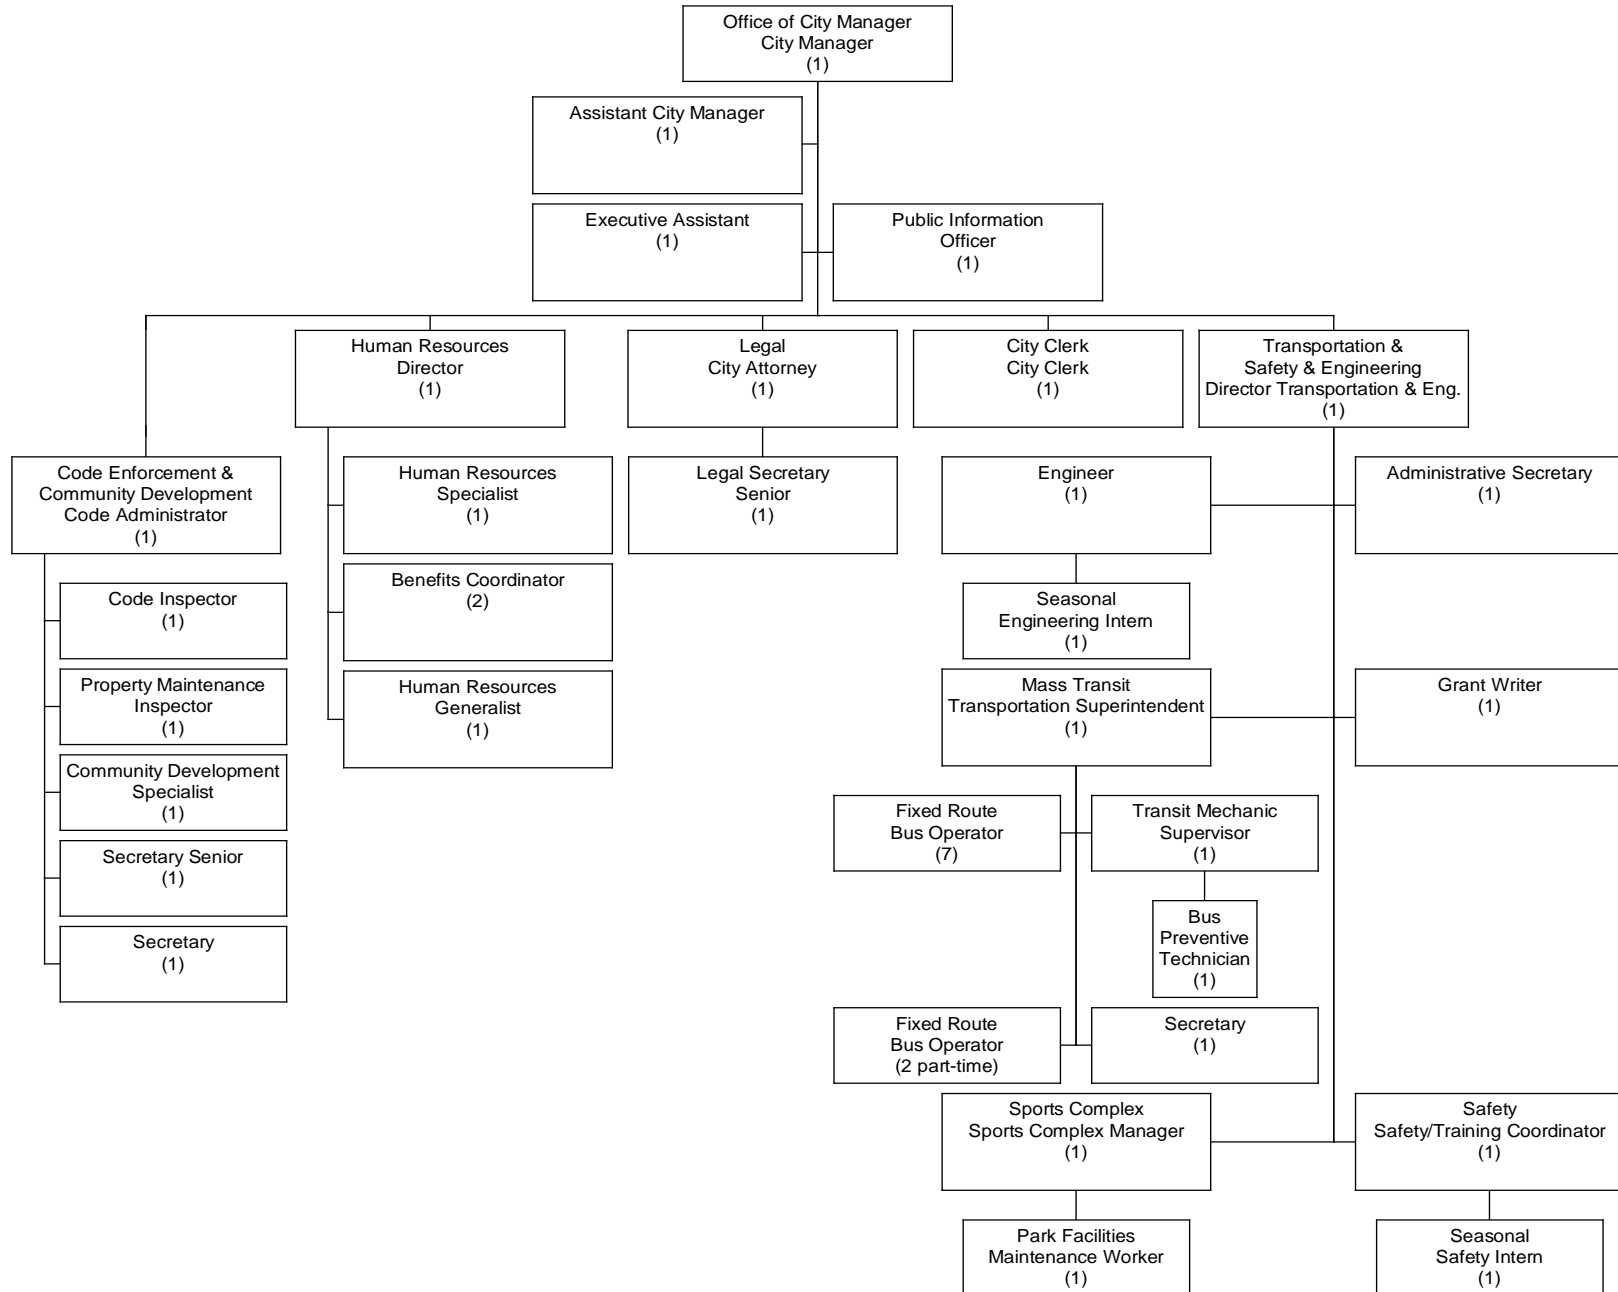 Office of City Manager
City Manager
(1)
Assistant City Manager
(1)
Executive Assistant
(1)
Public Information
Officer
(1)
Human Resources
Director
(1)
Legal
City Attorney
(1)
City Clerk
City Clerk
(1)
Transportation &
Safety & Engineering
Director Transportation & Eng.
(1)
Code Enforcement &
Community Development
Code Administrator
(1)
Human Resources
Specialist
(1)
Legal Secretary
Senior
(1)
Engineer
(1)
Administrative Secretary
(1)
Code Inspector
(1)
Benefits Coordinator
(2)
Seasonal
Engineering Intern
(1)
Property Maintenance
Inspector
(1)
Human Resources
Generalist
(1)
Mass Transit
Transportation Superintendent
(1)
Grant Writer
(1)
Community Development
Specialist
(1)
Fixed Route
Bus Operator
(7)
Transit Mechanic
Supervisor
(1)
Secretary Senior
(1)
Bus
Preventive
Technician
(1)
Secretary
(1)
Fixed Route
Bus Operator
(2 part-time)
Secretary
(1)
Sports Complex
Sports Complex Manager
(1)
Safety
Safety/Training Coordinator
(1)
Park Facilities
Maintenance Worker
(1)
Seasonal
Safety Intern
(1)